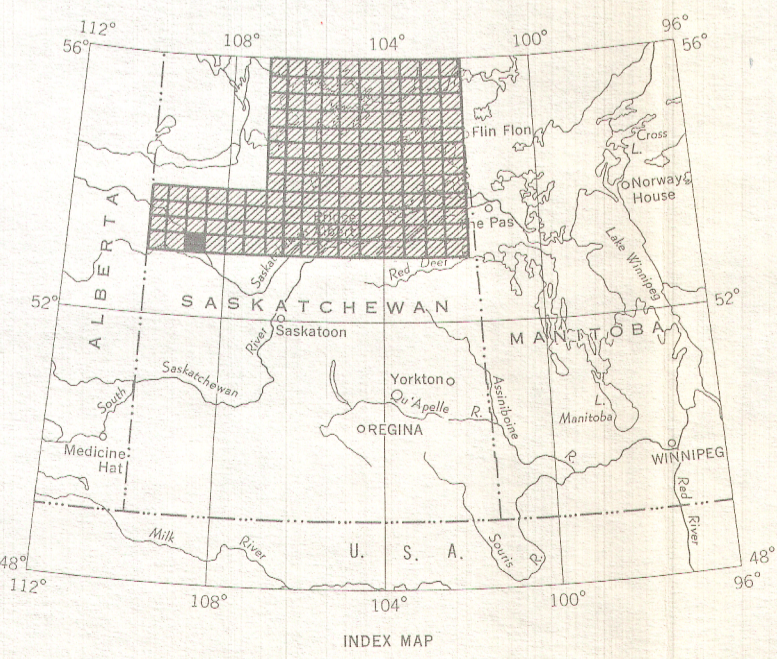 112°
108°
104°
100°
96°
56°
56°
Flin Flon
Cross
L.
Norway
House
Prince
Albert
The Pas
ALBERTA
Lake Winnipeg
Red Deer
52°
SASKATCHEWAN
52°
MANITOBA
River
Saskatoon
Saskatchewan
South
Yorkton
Qu'Apelle R.
Assiniboine
R.
L.
Manitoba
REGINA
Medicine
Hat
WINNIPEG
Red
River
Milk River
U. S. A.
Souris
R.
48°
48°
112°
108°
104°
100°
96°
INDEX MAP